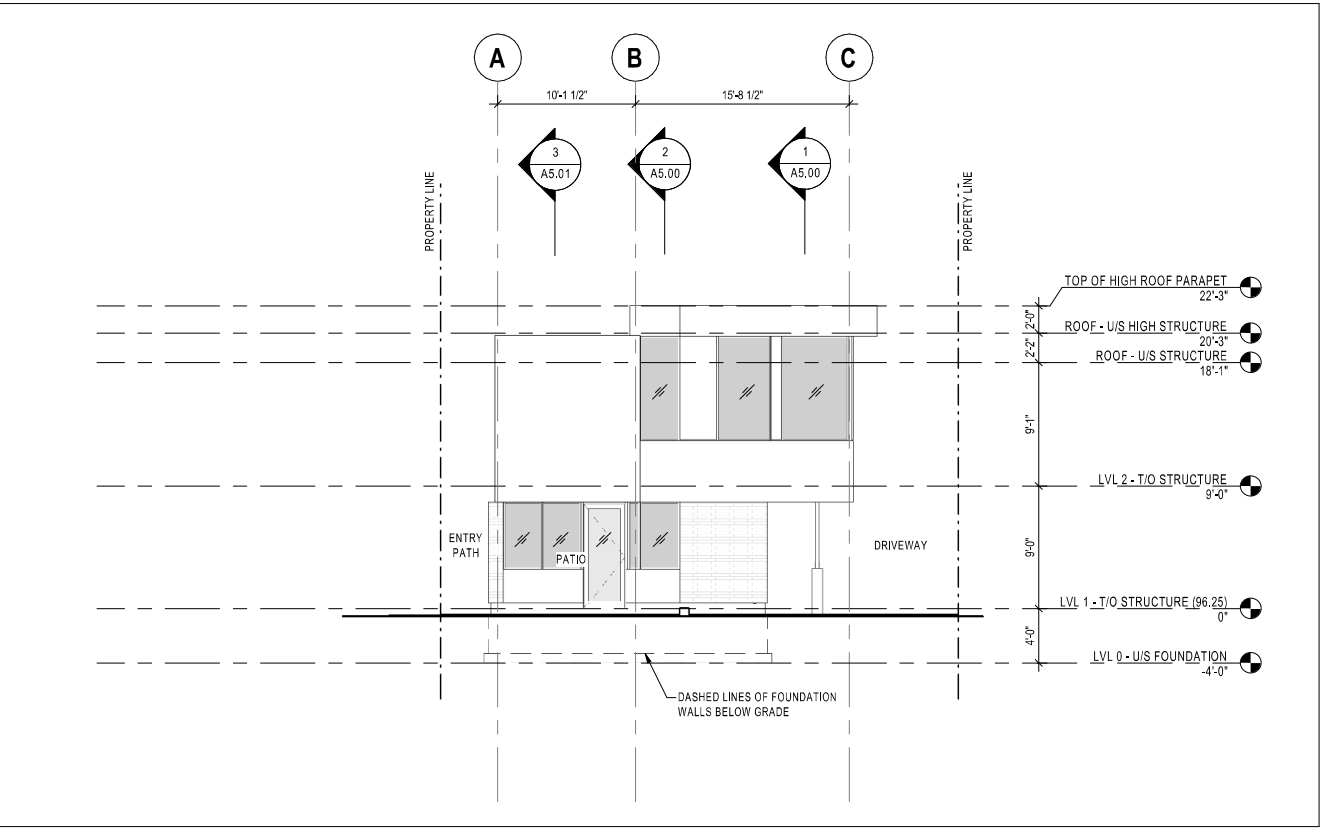 A
B
C
10'-1 1/2"
15'-8 1/2"
3
A5.01
2
A5.00
1
A5.00
PROPERTY LINE
PROPERTY LINE
TOP OF HIGH ROOF PARAPET
22'-3"
2'-0"
ROOF - U/S HIGH STRUCTURE
20'-3"
2'-2"
ROOF - U/S STRUCTURE
18'-1"
9'-1"
LVL 2 - T/O STRUCTURE
9'-0"
ENTRY
PATH
PATIO
DRIVEWAY
9'-0"
LVL 1 - T/O STRUCTURE (96.25)
0"
4'-0"
LVL 0 - U/S FOUNDATION
-4'-0"
DASHED LINES OF FOUNDATION
WALLS BELOW GRADE